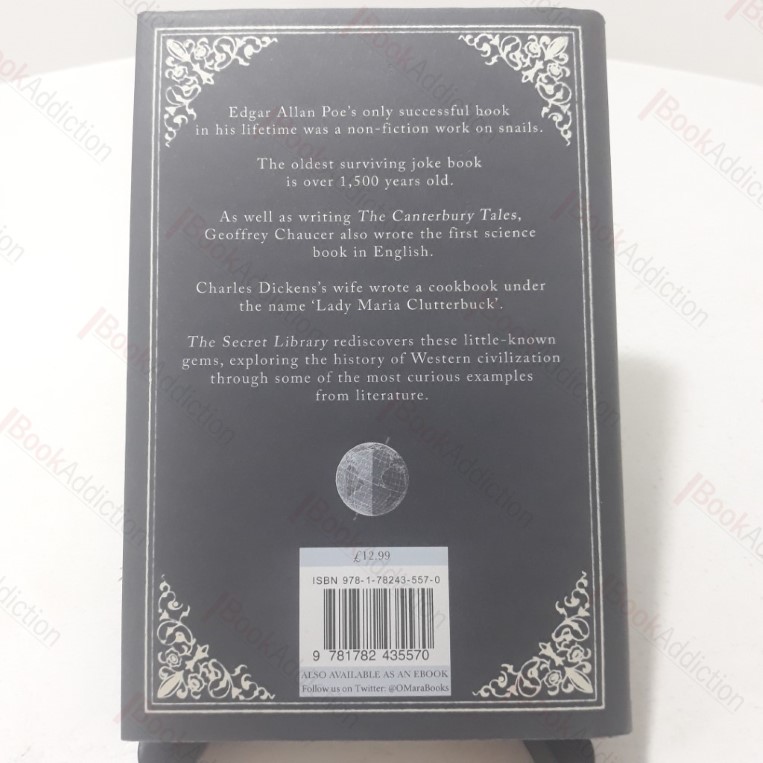 Edgar Allan Poe's only successful book
in his lifetime was a non-fiction work on snails.
The oldest surviving joke book
is over 1,500 years old.
As well as writing The Canterbury Tales,
Geoffrey Chaucer also wrote the first science
book in English.
Charles Dickens's wife wrote a cookbook under
the name ‘Lady Maria Clutterbuck’.
The Secret Library rediscovers these little-known
gems, exploring the history of Western civilization
through some of the most curious examples
from literature.
£12.99
ISBN 978-1-78243-557-0
9 781782 435570
ALSO AVAILABLE AS AN EBOOK
Follow us on Twitter: @OMaraBooks
BookAddiction